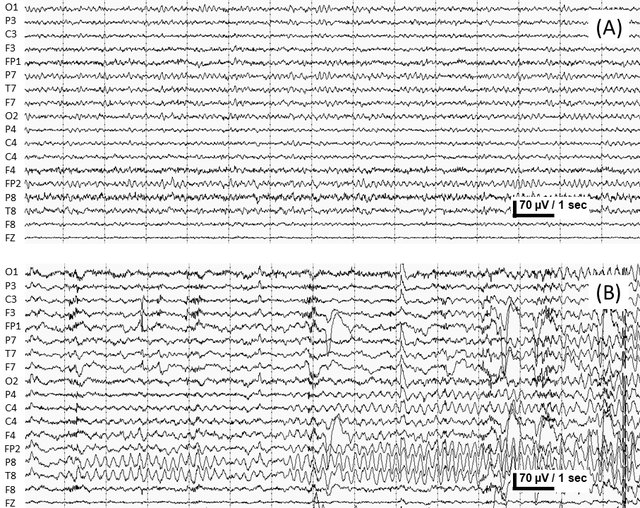 O1
P3
C3
F3
FP1
P7
T7
F7
O2
P4
C4
C4
F4
FP2
P8
T8
F8
FZ
(A)
70 µV / 1 sec
O1
P3
C3
F3
FP1
P7
T7
F7
O2
P4
C4
C4
F4
FP2
P8
T8
F8
FZ
(B)
70 µV / 1 sec